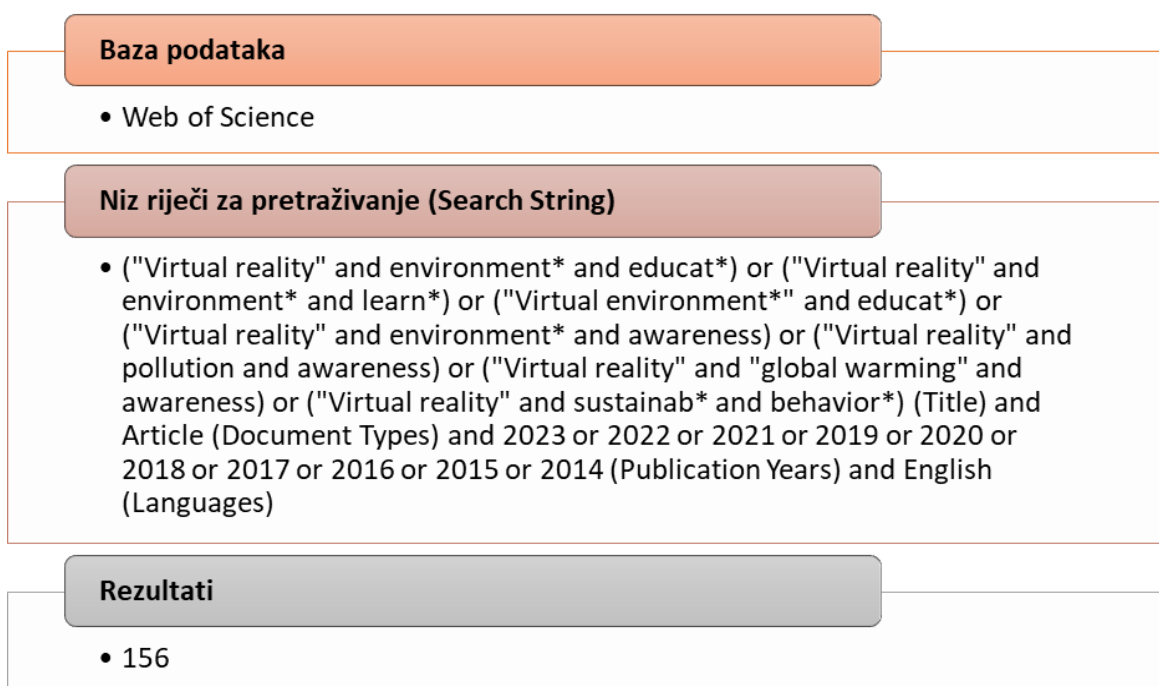 Baza podataka
• Web of Science
Niz riječi za pretraživanje (Search String)
• ("Virtual reality" and environment* and educat*) or ("Virtual reality" and
environment* and learn*) or ("Virtual environment*" and educat*) or
("Virtual reality" and environment* and awareness) or ("Virtual reality" and
pollution and awareness) or ("Virtual reality" and "global warming" and
awareness) or ("Virtual reality" and sustainab* and behavior*) (Title) and
Article (Document Types) and 2023 or 2022 or 2021 or 2019 or 2020 or
2018 or 2017 or 2016 or 2015 or 2014 (Publication Years) and English
(Languages)
Rezultati
• 156